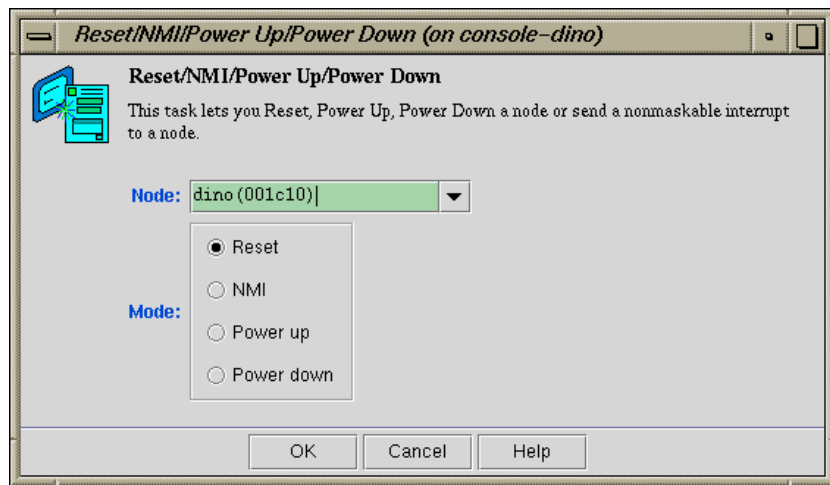 Reset/NMI/Power Up/Power Down (on console-dino)
Reset/NMI/Power Up/Power Down
This task lets you Reset, Power Up, Power Down a node or send a nonmaskable interrupt
to a node.
Node: dino(001c10)
Reset
NMI
Mode:
Power up
Power down
OK Cancel Help